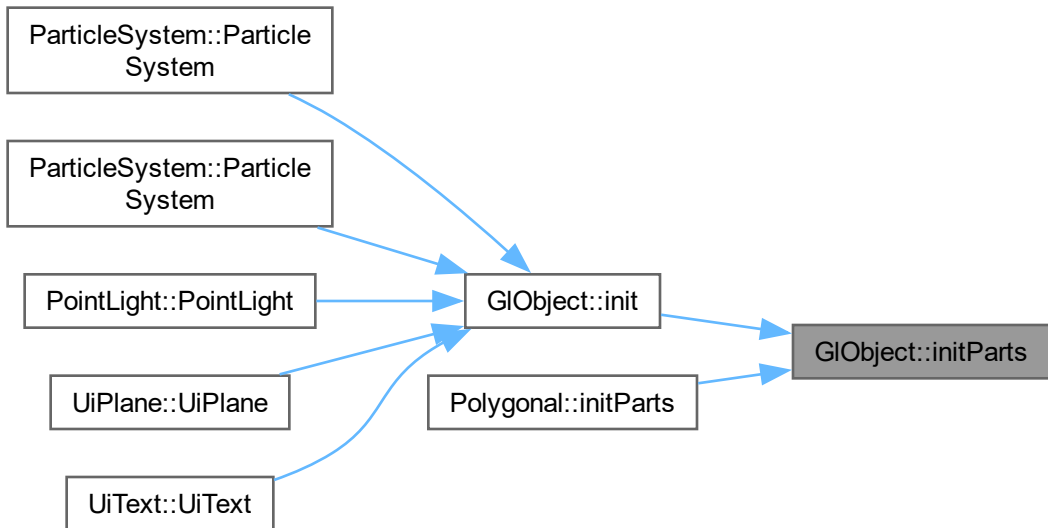 ParticleSystem::Particle
System
ParticleSystem::Particle
System
PointLight::PointLight
GlObject::init
GlObject::initParts
UiPlane::UiPlane
Polygonal::initParts
UiText::UiText